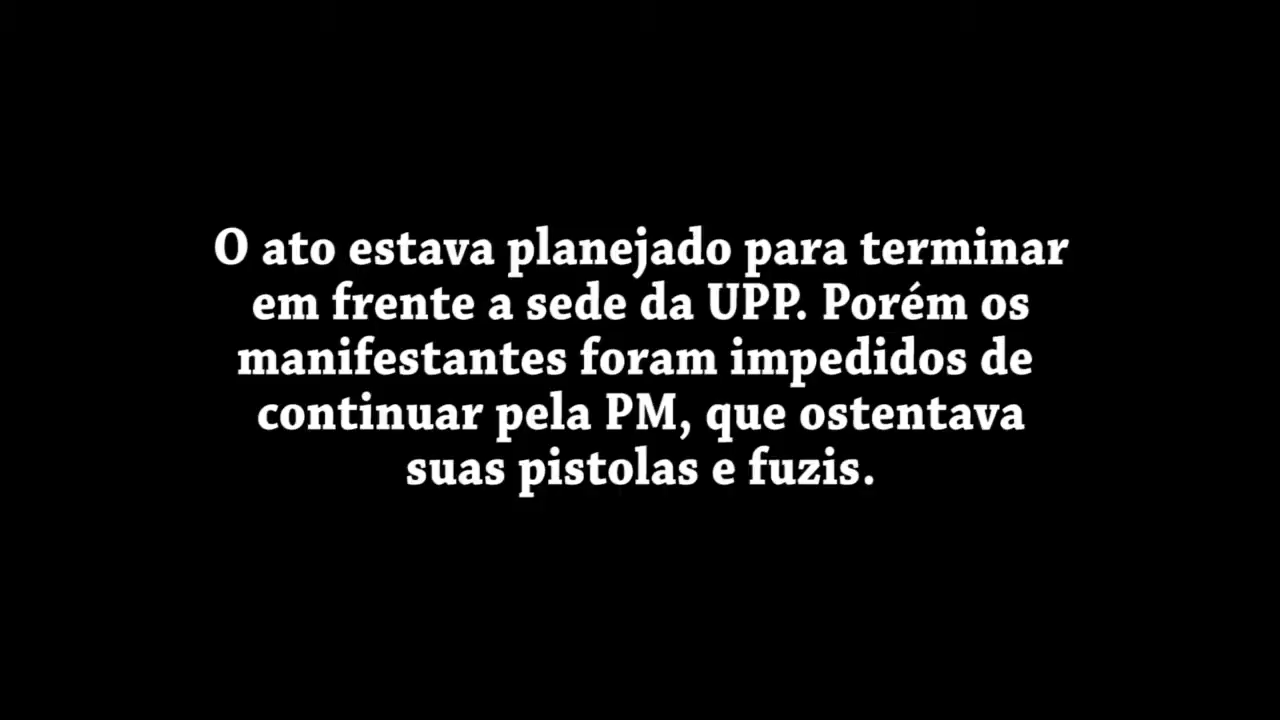 O ato estava planejado para terminar
em frente a sede da UPP. Porém os
manifestantes foram impedidos de
continuar pela PM, que ostentava
suas pistolas e fuzis.